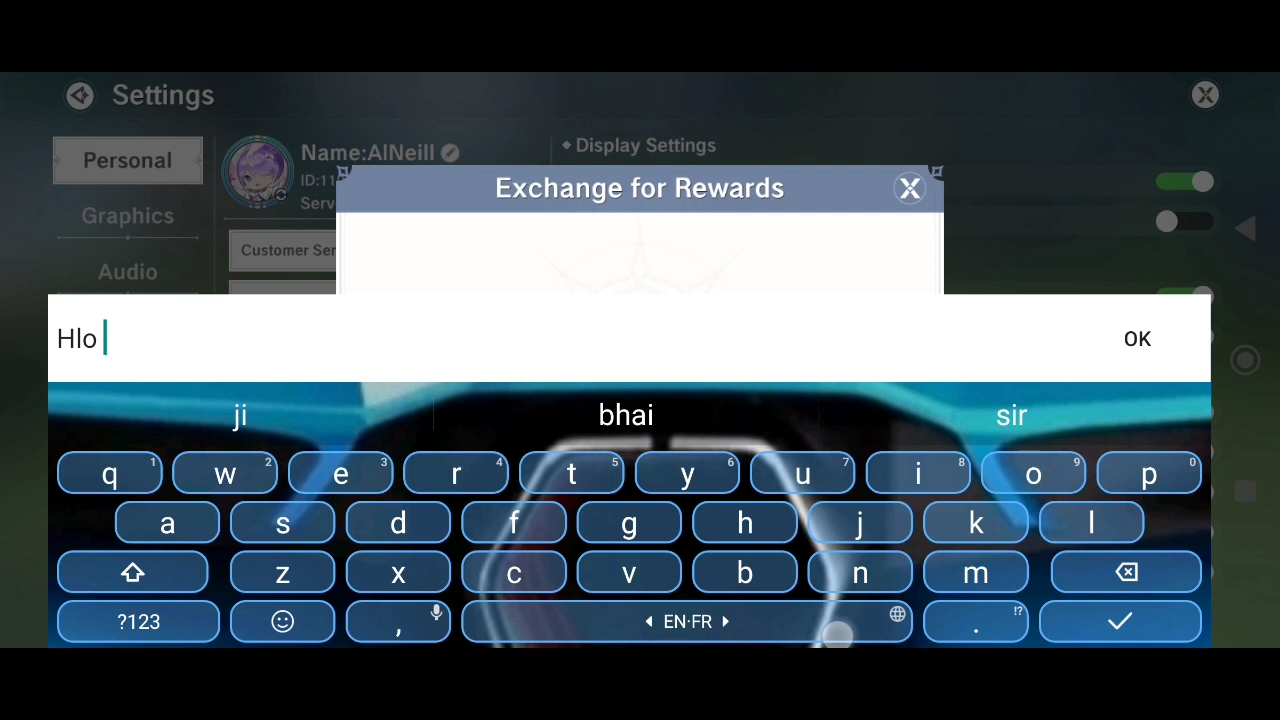 Settings
Personal
Name:AlNeill
Display Settings
Exchange for Rewards
ID:11
Serv
Graphics
Customer Ser
Audio
Hlo
OK
ji bhai sir
q 1 w 2 e 3 r 4 t 5 y 6 u 7 i 8 o 9 p 0
a s d f g h j k l
z x c v b n m
?123 , EN·FR . !?